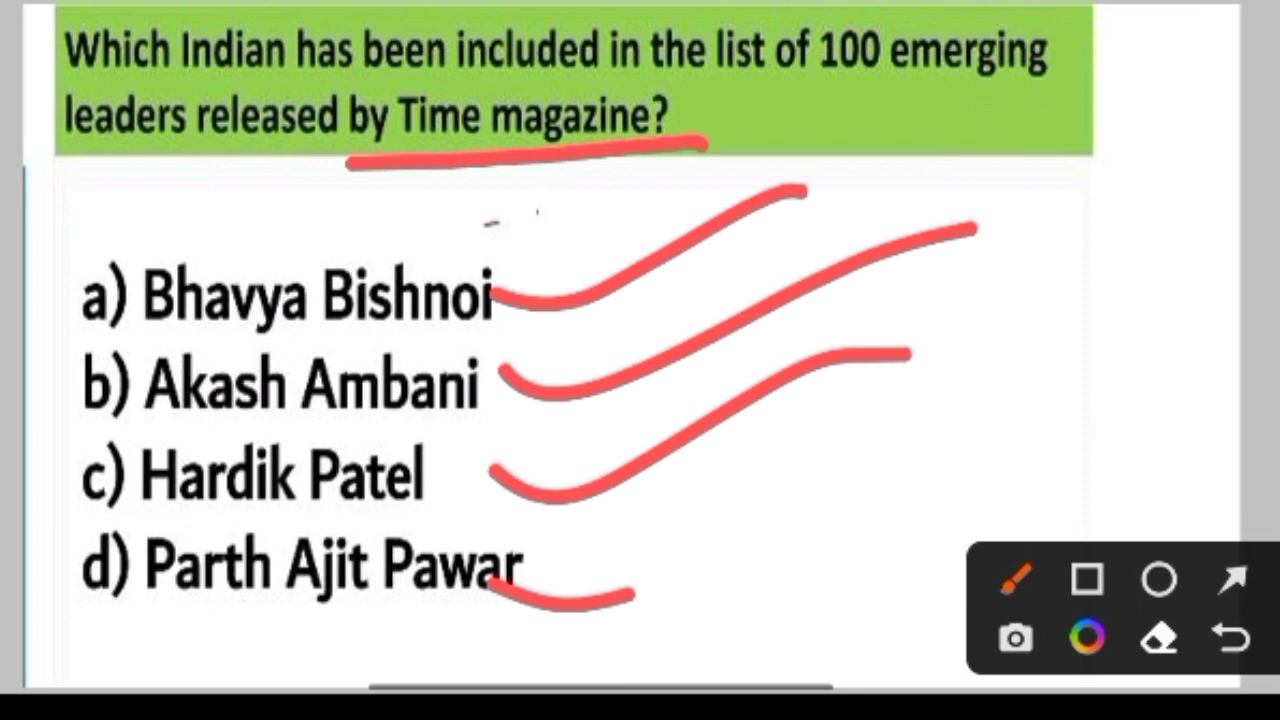 Which Indian has been included in the list of 100 emerging
leaders released by Time magazine?
a) Bhavya Bishnoi
b) Akash Ambani
c) Hardik Patel
d) Parth Ajit Pawar